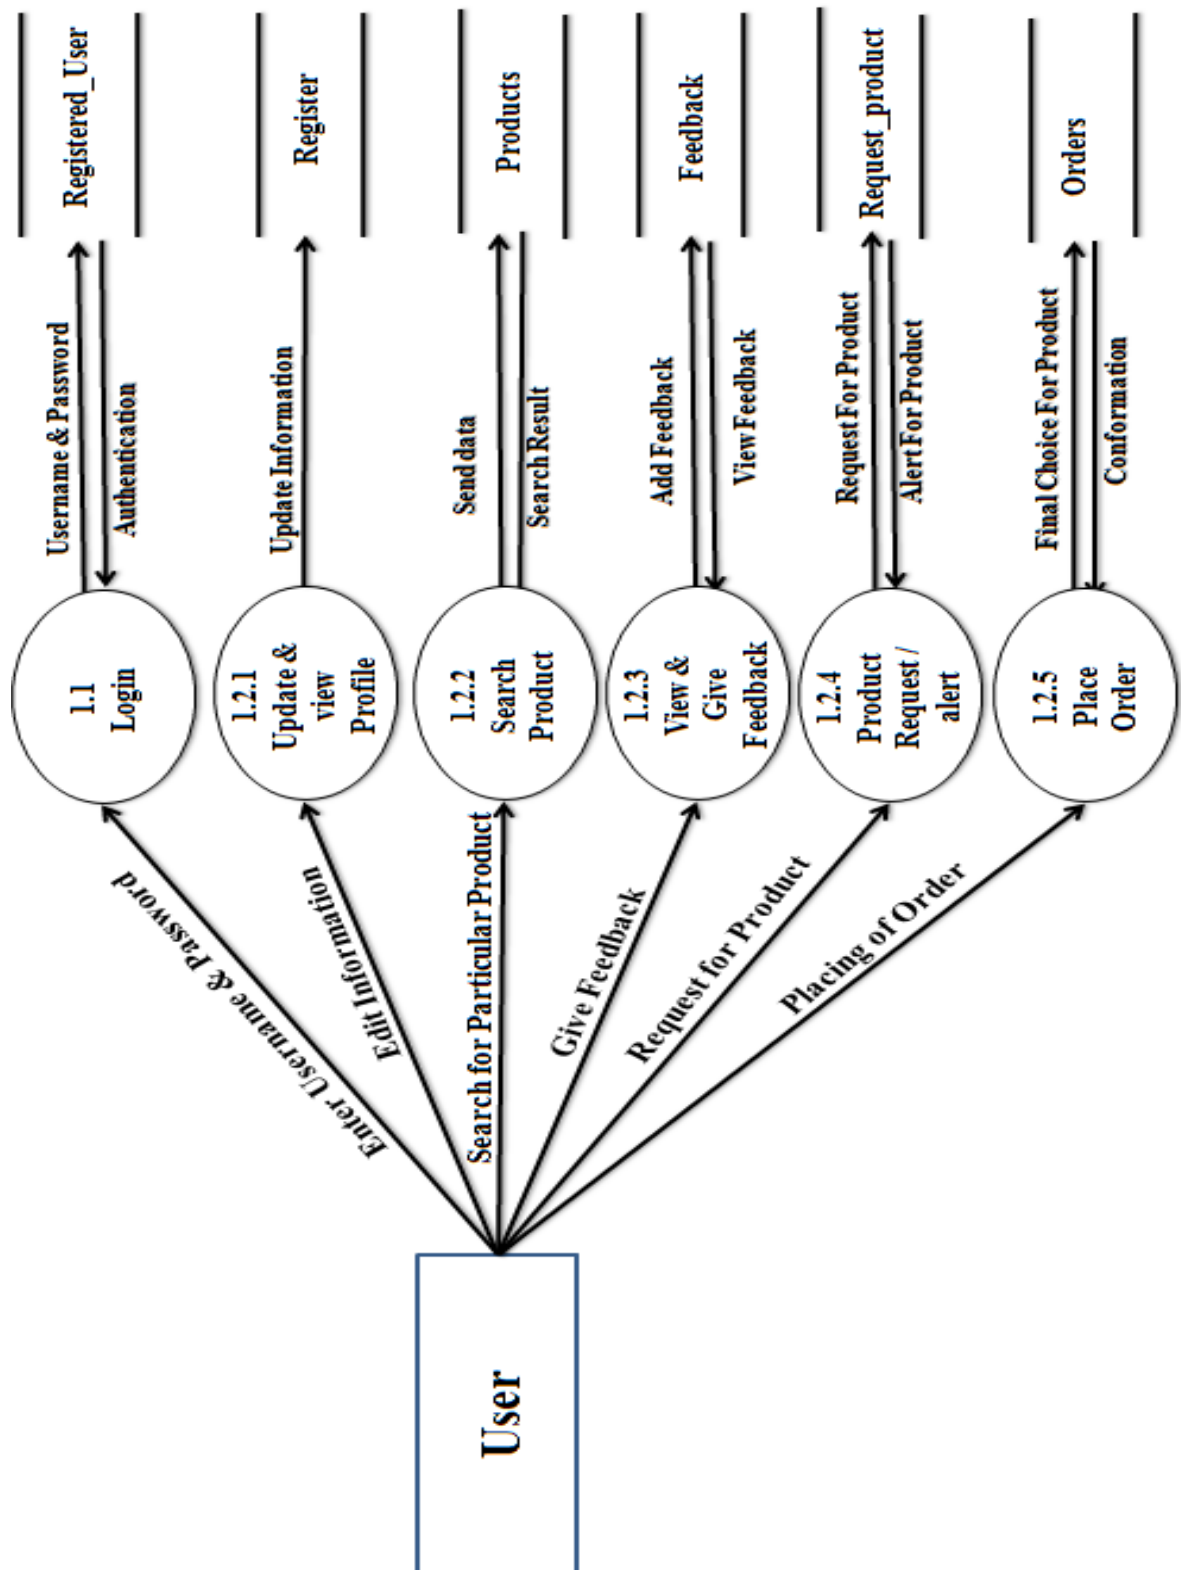 User
Enter Username & Password
1.1
Login
Username & Password
Authentication
Registered_User
Edit Information
1.2.1
Update &
view
Profile
Update Information
Register
Search for Particular Product
1.2.2
Search
Product
Send data
Search Result
Products
Give Feedback
1.2.3
View &
Give
Feedback
Add Feedback
View Feedback
Feedback
Request for Product
1.2.4
Product
Request /
alert
Request For Product
Alert For Product
Request_product
Placing of Order
1.2.5
Place
Order
Final Choice For Product
Conformation
Orders